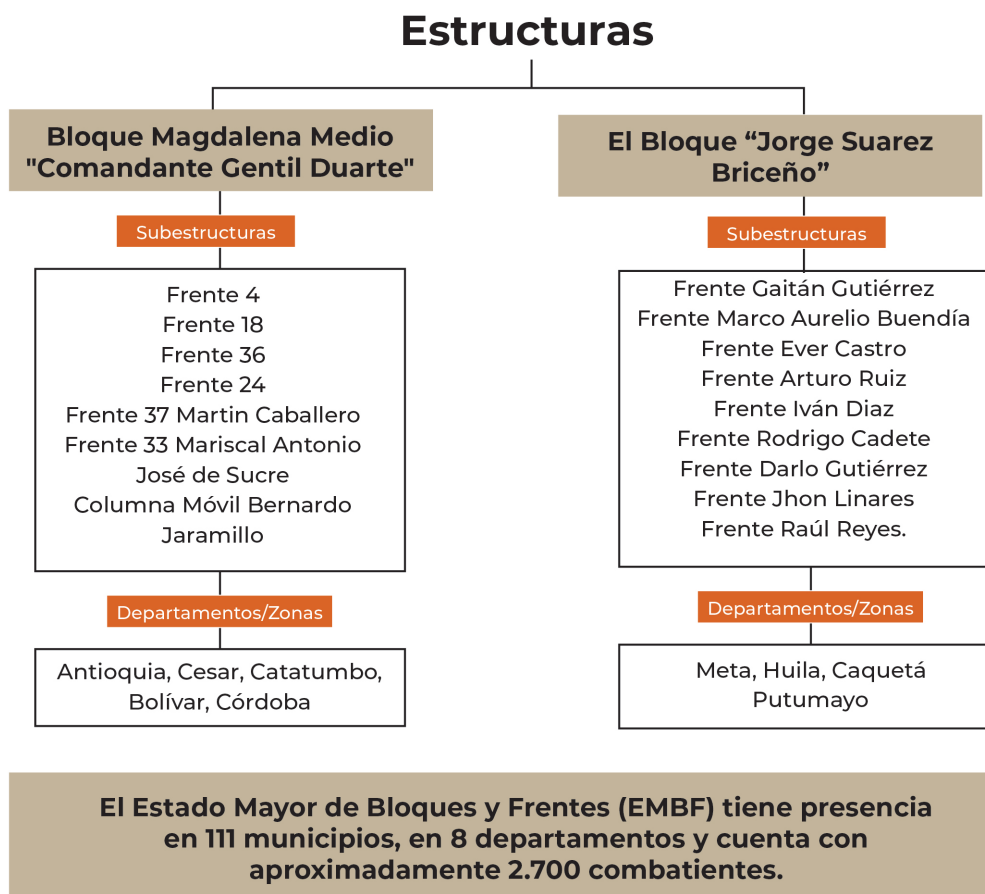 Estructuras
Bloque Magdalena Medio
"Comandante Gentil Duarte"
Subestructuras
Frente 4
Frente 18
Frente 36
Frente 24
Frente 37 Martin Caballero
Frente 33 Mariscal Antonio
José de Sucre
Columna Móvil Bernardo
Jaramillo
Departamentos/Zonas
Antioquia, Cesar, Catatumbo,
Bolívar, Córdoba
El Bloque “Jorge Suarez
Briceño”
Subestructuras
Frente Gaitán Gutiérrez
Frente Marco Aurelio Buendía
Frente Ever Castro
Frente Arturo Ruiz
Frente Iván Diaz
Frente Rodrigo Cadete
Frente Darlo Gutiérrez
Frente Jhon Linares
Frente Raúl Reyes.
Departamentos/Zonas
Meta, Huila, Caquetá
Putumayo
El Estado Mayor de Bloques y Frentes (EMBF) tiene presencia
en 111 municipios, en 8 departamentos y cuenta con
aproximadamente 2.700 combatientes.